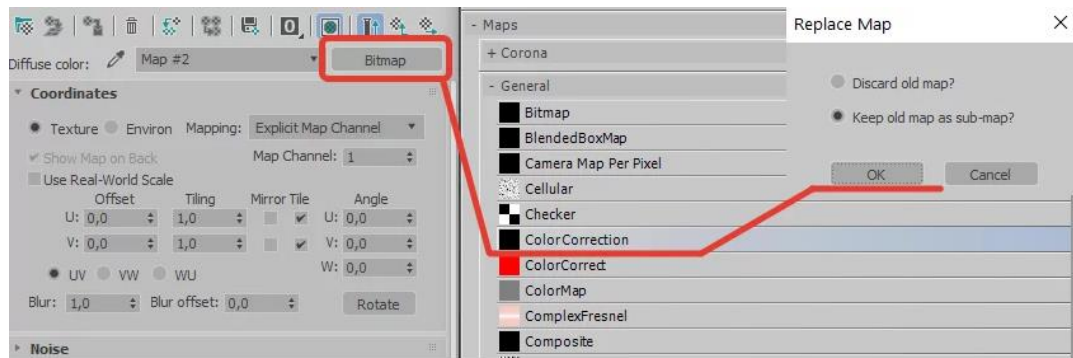 Diffuse color: Map #2 Bitmap
Coordinates
Texture Environ Mapping: Explicit Map Channel
Show Map on Back Map Channel: 1
Use Real-World Scale
Offset Tiling Mirror Tile Angle
U: 0,0 1,0 U: 0,0
V: 0,0 1,0 V: 0,0
W: 0,0
UV VW WU
Blur: 1,0 Blur offset: 0,0 Rotate
Noise
- Maps
+ Corona
- General
Bitmap
BlendedBoxMap
Camera Map Per Pixel
Cellular
Checker
ColorCorrection
ColorCorrect
ColorMap
ComplexFresnel
Composite
Replace Map
Discard old map?
Keep old map as sub-map?
OK Cancel